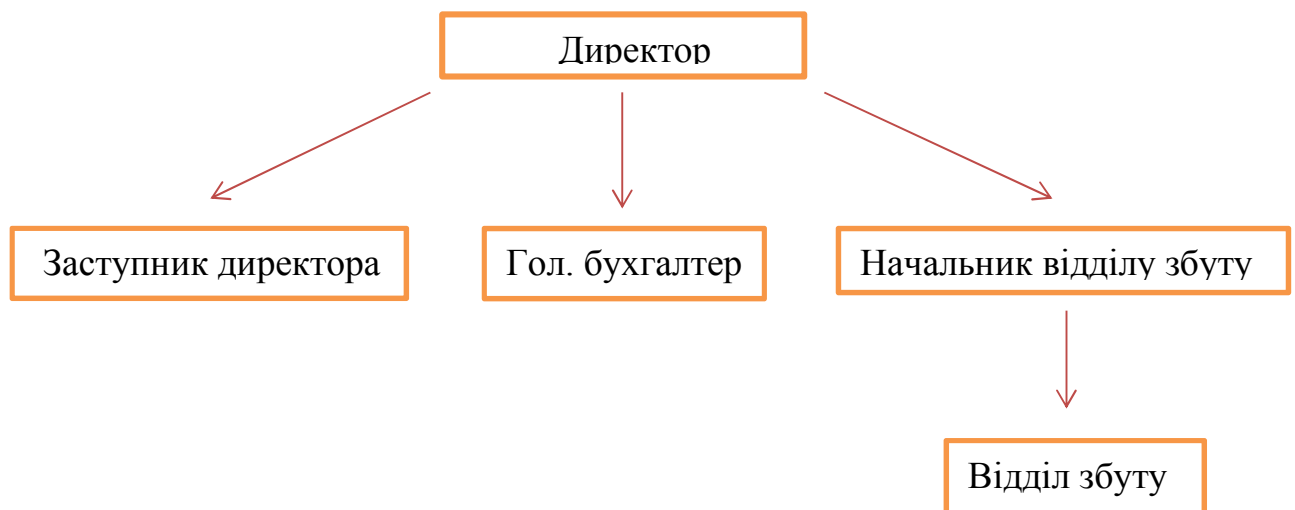 Директор
Заступник директора
Гол. бухгалтер
Начальник відділу збуту
Відділ збуту